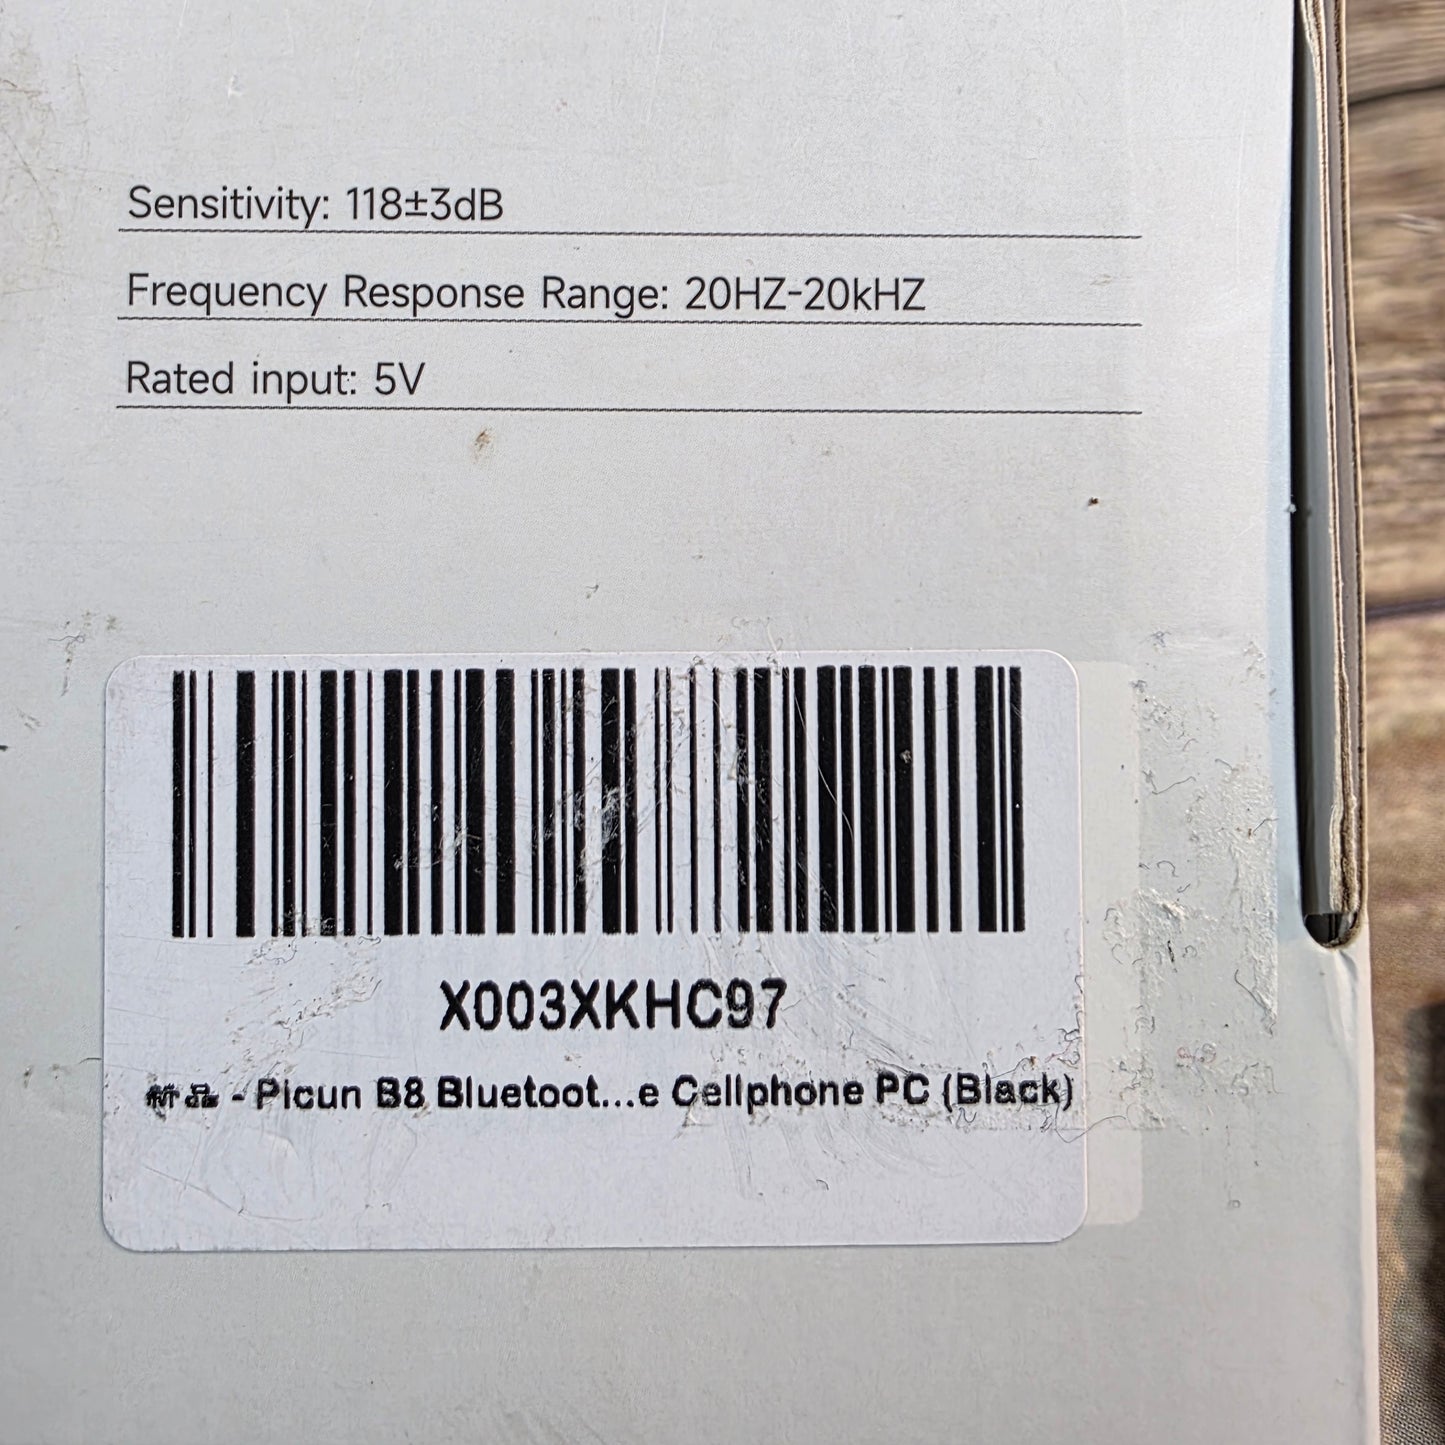 Sensitivity: 118±3dB
Frequency Response Range: 20HZ-20kHZ
Rated input: 5V
X003XKHC97
新品 - Picun B8 Bluetoot...e Cellphone PC (Black)